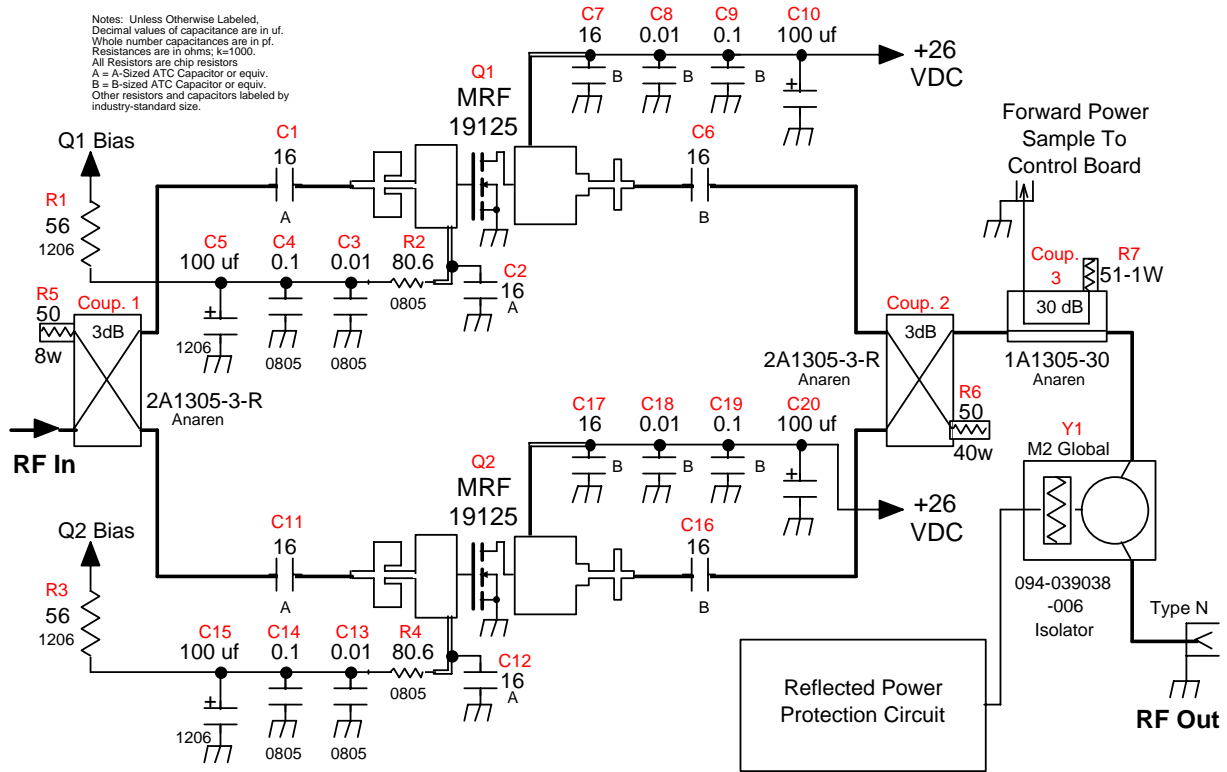 Notes: Unless Otherwise Labeled,
Decimal values of capacitance are in uf.
Whole number capacitances are in pf.
Resistances are in ohms; k=1000.
All Resistors are chip resistors
A = A-Sized ATC Capacitor or equiv.
B = B-sized ATC Capacitor or equiv.
Other resistors and capacitors labeled by
industry-standard size.
C7
16
B
C8
0.01
B
C9
0.1
B
C10
100 uf
+
+26
VDC
Q1
MRF
19125
Q1 Bias
C1
16
A
C6
16
B
Forward Power
Sample To
Control Board
R1
56
1206
C5
100 uf
+
1206
C4
0.1
0805
C3
0.01
0805
R2
80.6
0805
C2
16
A
R5
50
8w
Coup. 1
3dB
2A1305-3-R
Anaren
RF In
Coup. 2
3dB
2A1305-3-R
Anaren
R6
50
40w
Coup.
3
30 dB
R7
51-1W
1A1305-30
Anaren
C17
16
B
C18
0.01
B
C19
0.1
B
C20
100 uf
+
+26
VDC
Q2
MRF
19125
Q2 Bias
C11
16
A
C16
16
B
R3
56
1206
C15
100 uf
+
1206
C14
0.1
0805
C13
0.01
0805
R4
80.6
0805
C12
16
A
Y1
M2 Global
094-039038
-006
Isolator
Type N
RF Out
Reflected Power
Protection Circuit